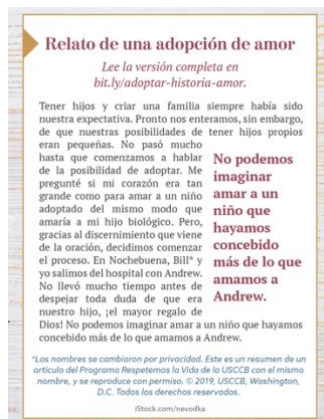 Relato de una adopción de amor
Lee la versión completa en
bit.ly/adoptar-historia-amor.
Tener hijos y criar una familia siempre había sido
nuestra expectativa. Pronto nos enteramos, sin embargo,
de que nuestras posibilidades de tener hijos propios
eran pequeñas. No pasó mucho
hasta que comenzamos a hablar
de la posibilidad de adoptar. Me
pregunté si mi corazón era tan
grande como para amar a un niño
adoptado del mismo modo que
amaría a mi hijo biológico. Pero,
gracias al discernimiento que viene
de la oración, decidimos comenzar
el proceso. En Nochebuena, Bill* y
yo salimos del hospital con Andrew.
No llevó mucho tiempo antes de
despejar toda duda de que era
nuestro hijo, ¡el mayor regalo de
Dios! No podemos imaginar amar a un niño que hayamos
concebido más de lo que amamos a Andrew.
No podemos
imaginar
amar a un
niño que
hayamos
concebido
más de lo que
amamos a
Andrew.
*Los nombres se cambiaron por privacidad. Este es un resumen de un
artículo del Programa Respetemos la Vida de la USCCB con el mismo
nombre, y se reproduce con permiso. © 2019, USCCB, Washington,
D.C. Todos los derechos reservados.
iStock.com/nevodka